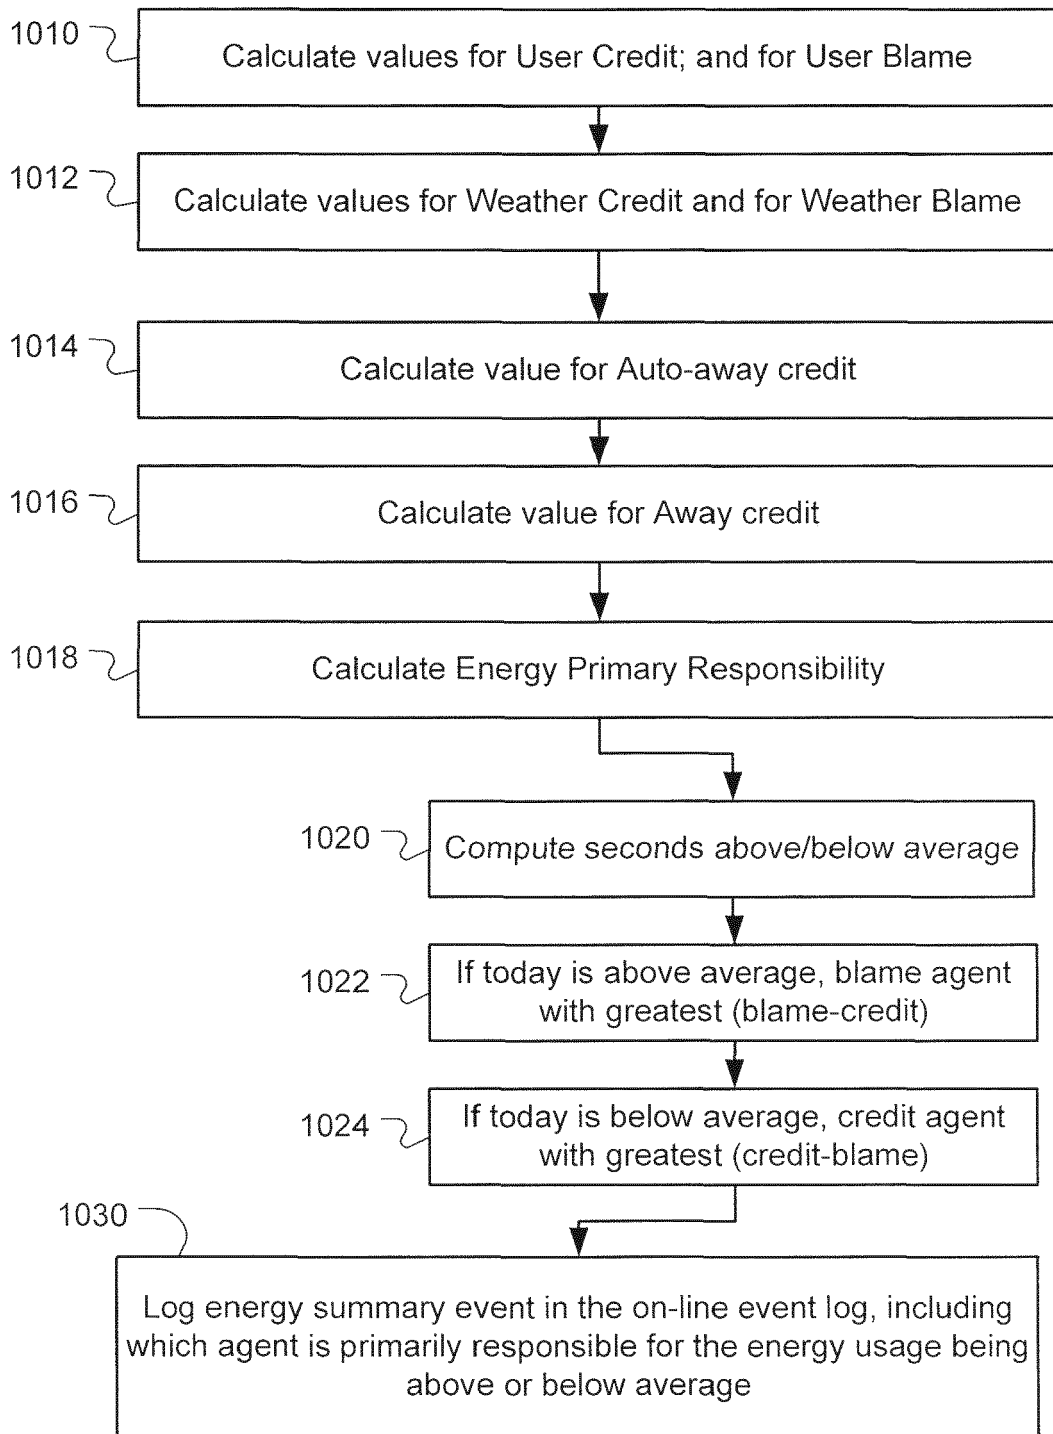 1010
Calculate values for User Credit; and for User Blame
1012
Calculate values for Weather Credit and for Weather Blame
1014
Calculate value for Auto-away credit
1016
Calculate value for Away credit
1018
Calculate Energy Primary Responsibility
1020
Compute seconds above/below average
1022
If today is above average, blame agent
with greatest (blame-credit)
1024
If today is below average, credit agent
with greatest (credit-blame)
1030
Log energy summary event in the on-line event log, including
which agent is primarily responsible for the energy usage being
above or below average